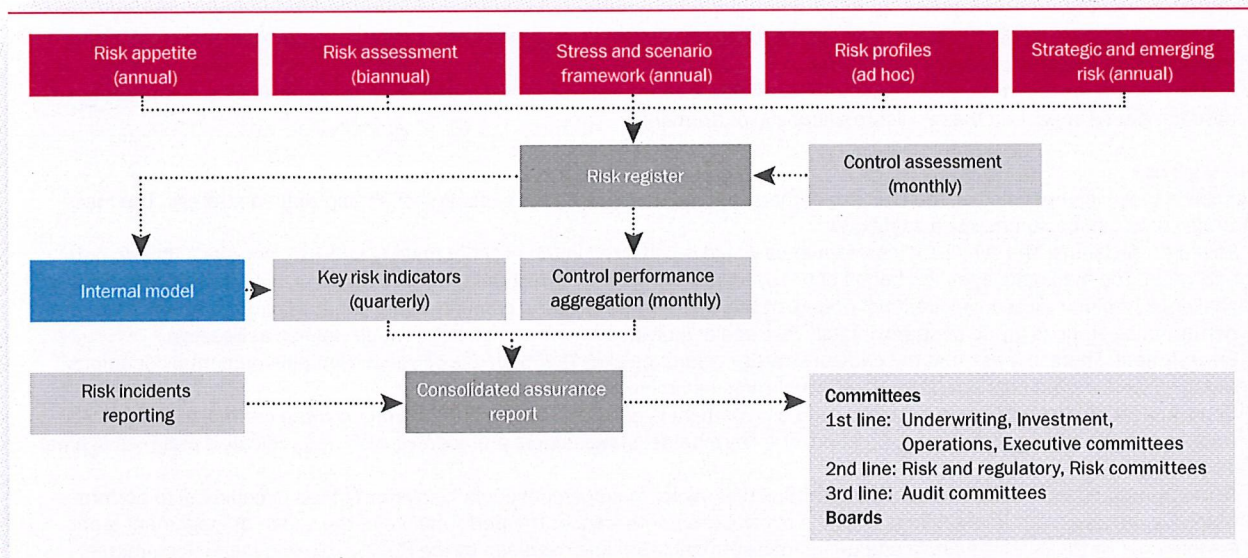 Risk appetite
(annual)
Risk assessment
(biannual)
Stress and scenario
framework (annual)
Risk profiles
(ad hoc)
Strategic and emerging
risk (annual)
Risk register
Control assessment
(monthly)
Internal model
Key risk indicators
(quarterly)
Control performance
aggregation (monthly)
Risk incidents
reporting
Consolidated assurance
report
Committees
1st line: Underwriting, Investment,
Operations, Executive committees
2nd line: Risk and regulatory, Risk committees
3rd line: Audit committees
Boards